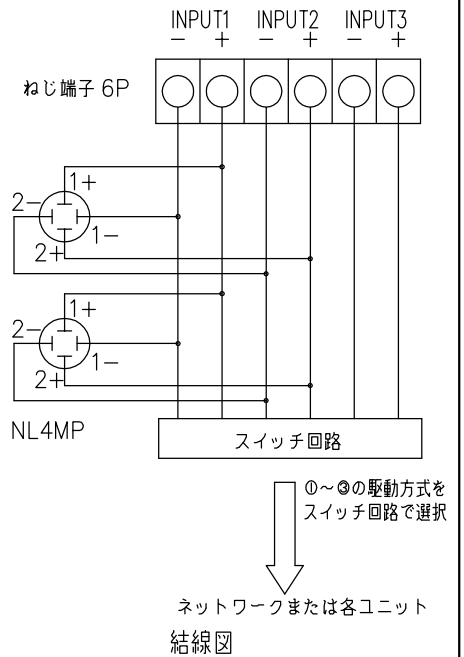 INPUT1 INPUT2 INPUT3
− + − + − +
ねじ端子 6P
1+
2−
1−
2+
1+
2−
1−
2+
NL4MP
スイッチ回路
①～③の駆動方式を
スイッチ回路で選択
ネットワークまたは各ユニット
結線図